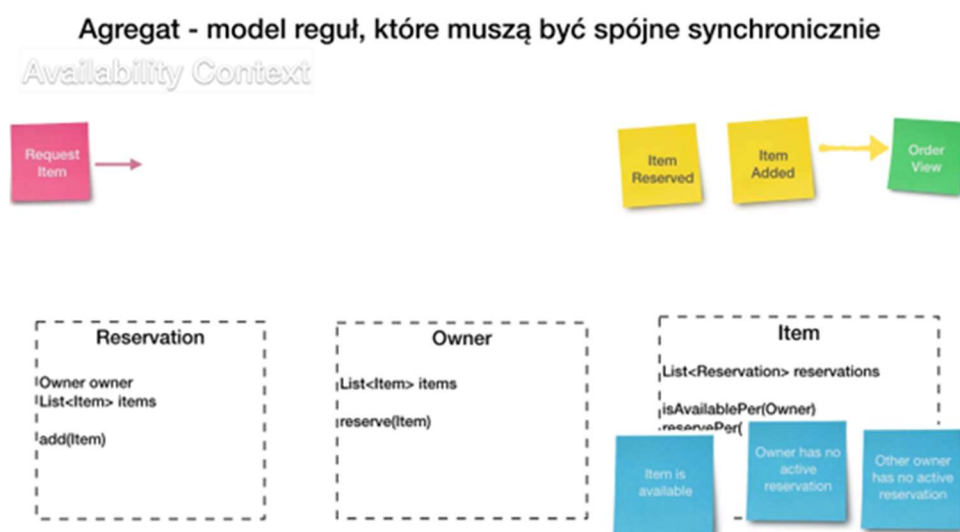 Agregat - model reguł, które muszą być spójne synchronicznie
Availability Context
Request
Item
Item
Reserved
Item
Added
Order
View
Reservation
Owner owner
List<Item> items
add(Item)
Owner
List<Item> items
reserve(Item)
Item
List<Reservation> reservations
isAvailablePer(Owner)
reservePer(
Item is
available
Owner has no
active
reservation
Other owner
has no active
reservation